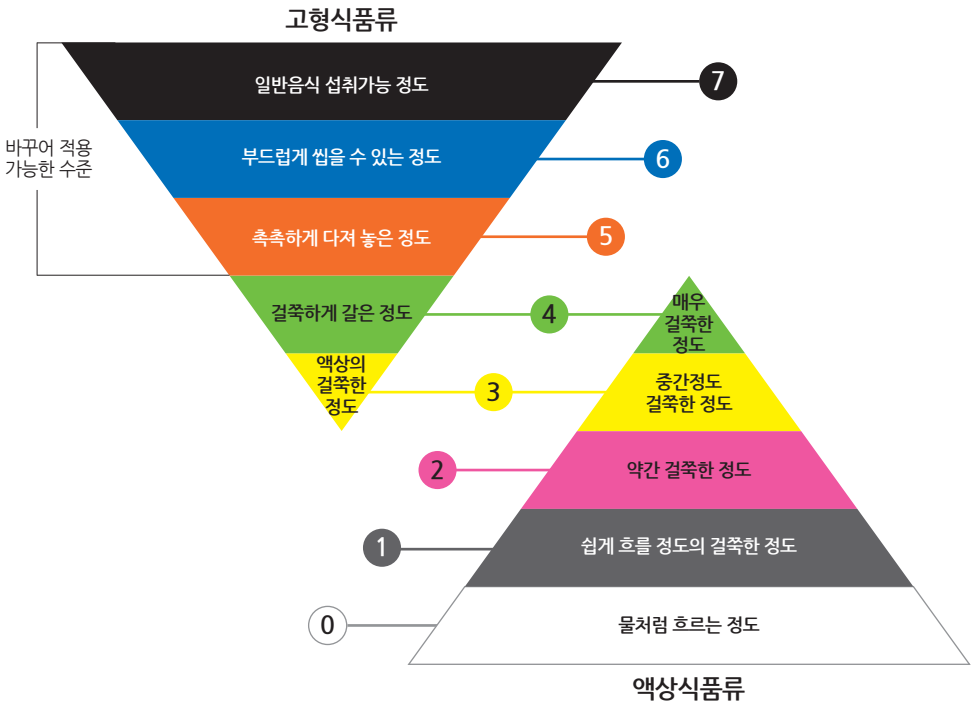 고형식품류
일반음식 섭취가능 정도
7
바꾸어 적용
가능한 수준
부드럽게 씹을 수 있는 정도
6
촉촉하게 다져 놓은 정도
5
걸쭉하게 갈은 정도
4
매우
걸쭉한
정도
액상의
걸쭉한
정도
3
중간정도
걸쭉한 정도
2
약간 걸쭉한 정도
1
쉽게 흐를 정도의 걸쭉한 정도
0
물처럼 흐르는 정도
액상식품류